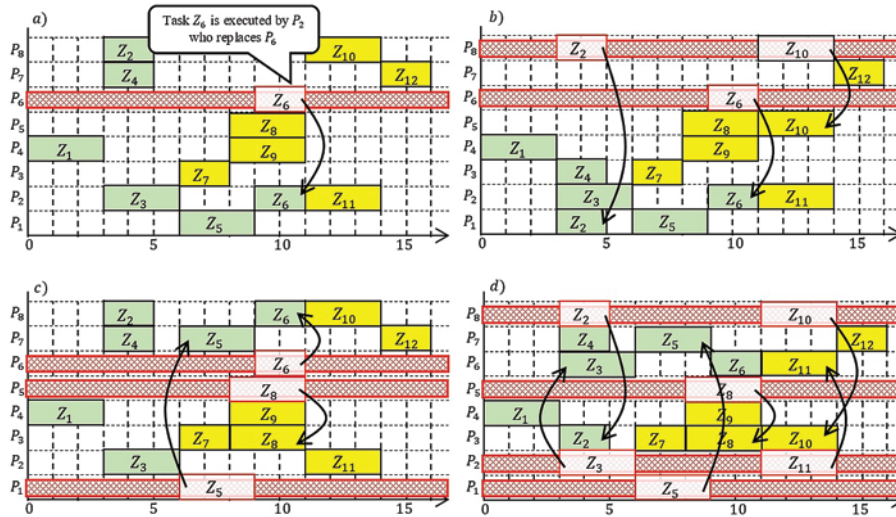 a)
Task Z6 is executed by P2
who replaces P6
P8 Z2 Z10
P7 Z4 Z12
P6 Z6
P5 Z8
P4 Z1 Z9
P3 Z7
P2 Z3 Z6 Z11
P1 Z5
0 5 10 15
b)
P8 Z2 Z10
P7 Z12
P6 Z6
P5 Z8 Z10
P4 Z1 Z9
P3 Z4 Z7
P2 Z3 Z6 Z11
P1 Z2 Z5
0 5 10 15
c)
P8 Z2 Z6 Z10
P7 Z4 Z5 Z12
P6 Z6
P5 Z8
P4 Z1 Z9
P3 Z7 Z8
P2 Z3 Z11
P1 Z5
0 5 10 15
d)
P8 Z2 Z10
P7 Z4 Z5 Z12
P6 Z3 Z6 Z11
P5 Z8
P4 Z1 Z9
P3 Z2 Z7 Z8 Z10
P2 Z3 Z11
P1 Z5
0 5 10 15